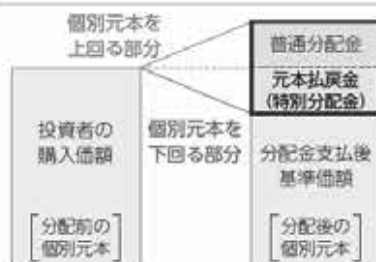 個別元本を
上回る部分
普通分配金
元本払戻金
(特別分配金)
投資者の
購入価額
個別元本を
下回る部分
分配金支払後
基準価額
[分配前の
個別元本]
[分配後の
個別元本]